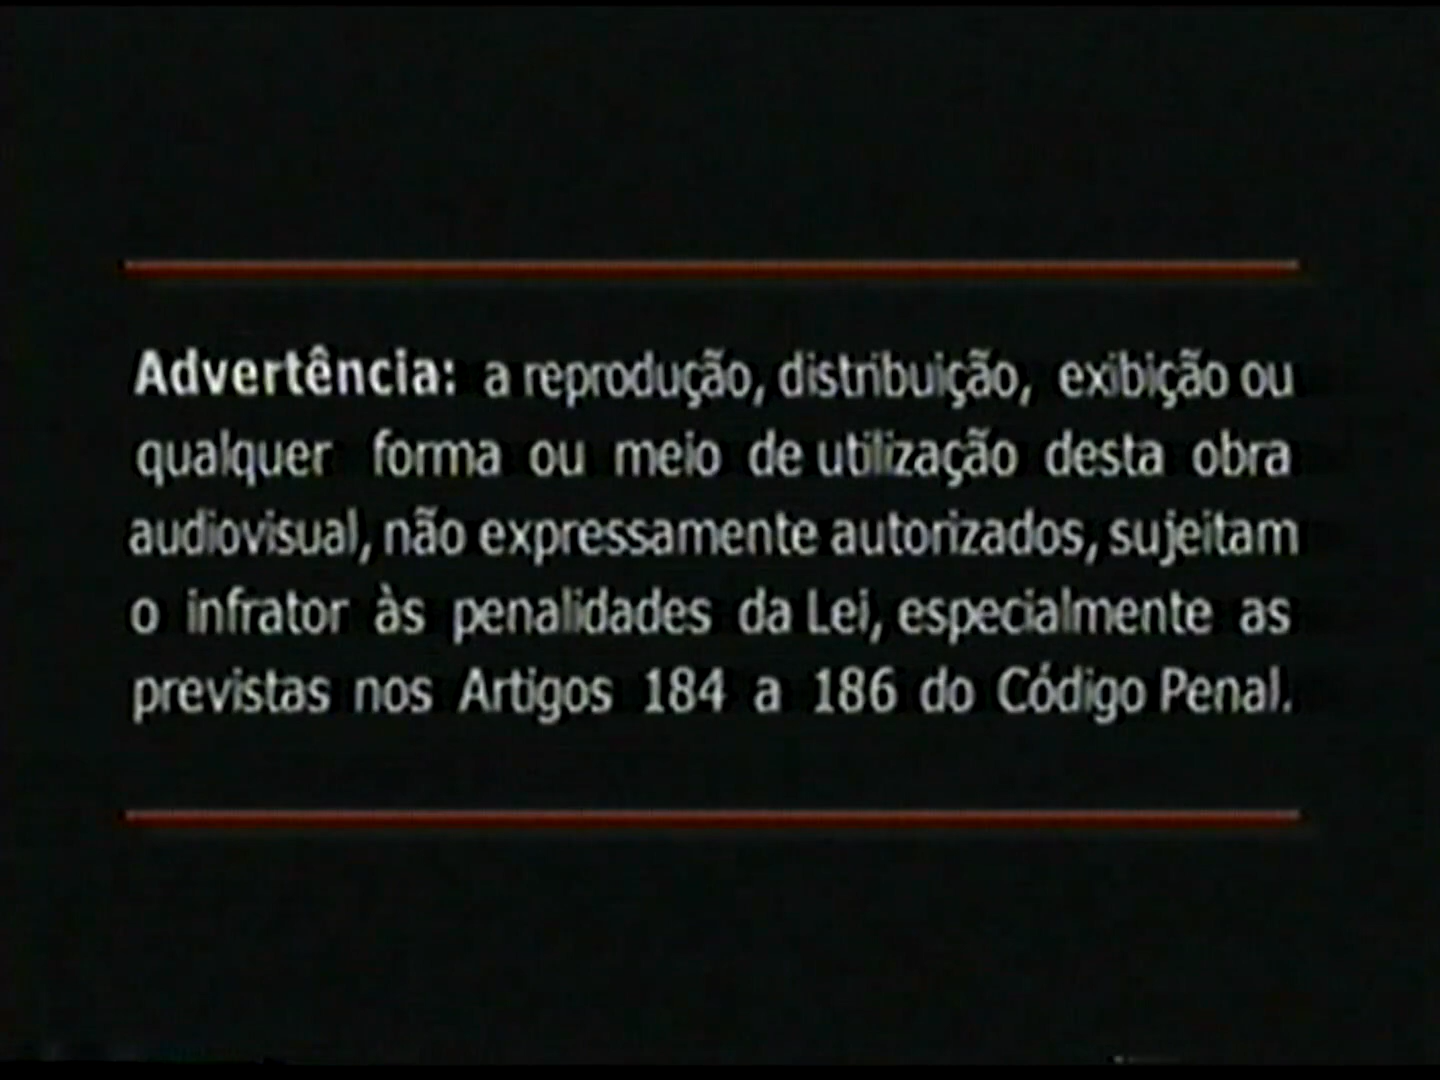 Advertência: a reprodução, distribuição, exibição ou
qualquer forma ou meio de utilização desta obra
audiovisual, não expressamente autorizados, sujeitam
o infrator às penalidades da Lei, especialmente as
previstas nos Artigos 184 a 186 do Código Penal.